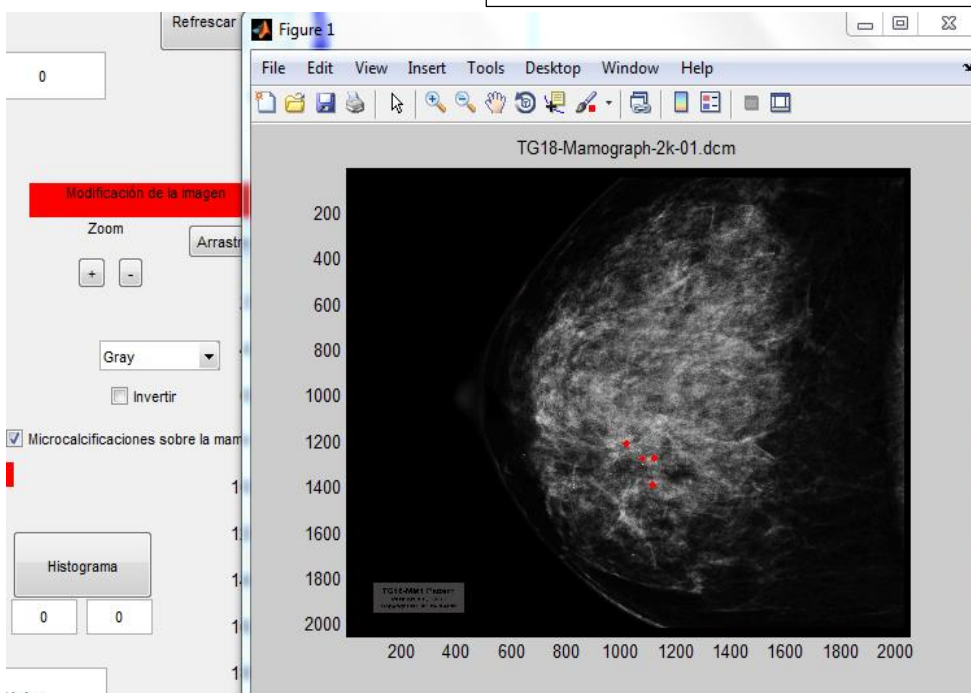 Refrescar
0
Modificación de la imagen
Zoom
Arrastr
+
-
Gray
Invertir
Microcalcificaciones sobre la mam
Histograma
0
0
Figure 1
File Edit View Insert Tools Desktop Window Help
TG18-Mamograph-2k-01.dcm
200
400
600
800
1000
1200
1400
1600
1800
2000
200 400 600 800 1000 1200 1400 1600 1800 2000